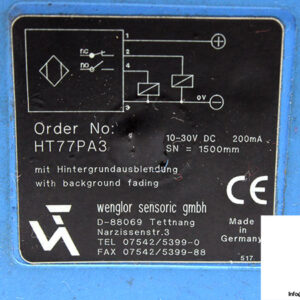 1
n.c 2
n.o 4
3 0V
Order No:
HT77PA3
10-30V DC 200mA
SN = 1500mm
mit Hintergrundausblendung
with background fading
CE
wenglor sensoric gmbh
D-88069 Tettnang
Narzissenstr.3
TEL 07542/5399-0
FAX 07542/5399-88
Made in
Germany
517